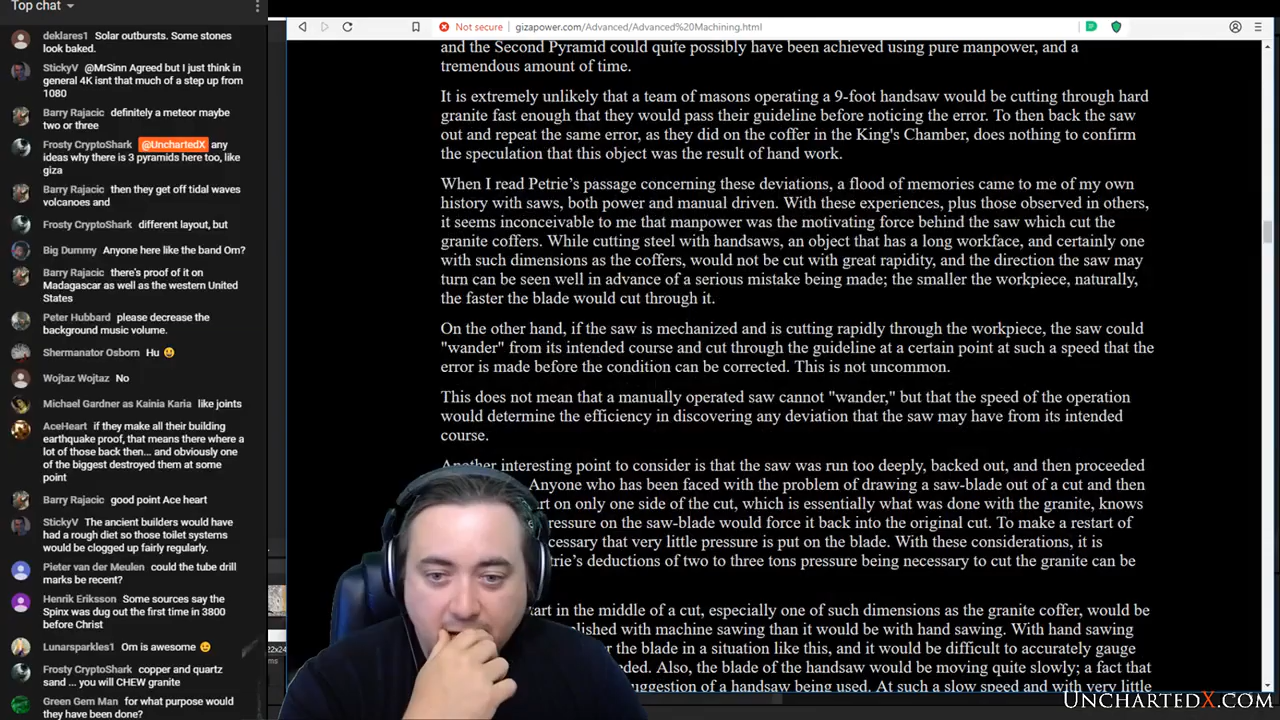 Top chat
aleklares1 Solar outbursts. Some stones
look baked.
StickyV @MrSinn Agreed but I just think in
general 4K isnt that much of a step up from
1080
Barry Rajacic definitely a meteor maybe
two or three
Frosty CryptoShark @UnchartedX any
ideas why there is 3 pyramids here too, like
giza
Barry Rajacic then they get off tidal waves
volcanoes and
Frosty CryptoShark different layout, but
Big Dummy Anyone here like the band Om?
Barry Rajacic there's proof of it on
Madagascar as well as the western United
States
Peter Hubbard please decrease the
background music volume.
Shermanator Osborn Hu
Wojtaz Wojtaz No
Michael Gardner as Kainia Karia like joints
AceHeart if they make all their building
earthquake proof, that means there where a
lot of those back then... and obviously one
of the biggest destroyed them at some
point
Barry Rajacic good point Ace heart
StickyV The ancient builders would have
had a rough diet so those toilet systems
would be clogged up fairly regularly.
Pieter van der Meulen could the tube drill
marks be recent?
Henrik Eriksson Some sources say the
Spinx was dug out the first time in 3800
before Christ
Lunarsparkles1 Om is awesome
Frosty CryptoShark copper and quartz
sand ... you will CHEW granite
Green Gem Man for what purpose would
they have been done?
Not secure gizapower.com/Advanced/Advanced%20Machining.html
and the Second Pyramid could quite possibly have been achieved using pure manpower, and a
tremendous amount of time.
It is extremely unlikely that a team of masons operating a 9-foot handsaw would be cutting through hard
granite fast enough that they would pass their guideline before noticing the error. To then back the saw
out and repeat the same error, as they did on the coffer in the King's Chamber, does nothing to confirm
the speculation that this object was the result of hand work.
When I read Petrie's passage concerning these deviations, a flood of memories came to me of my own
history with saws, both power and manual driven. With these experiences, plus those observed in others,
it seems inconceivable to me that manpower was the motivating force behind the saw which cut the
granite coffers. While cutting steel with handsaws, an object that has a long workface, and certainly one
with such dimensions as the coffers, would not be cut with great rapidity, and the direction the saw may
turn can be seen well in advance of a serious mistake being made; the smaller the workpiece, naturally,
the faster the blade would cut through it.
On the other hand, if the saw is mechanized and is cutting rapidly through the workpiece, the saw could
"wander" from its intended course and cut through the guideline at a certain point at such a speed that the
error is made before the condition can be corrected. This is not uncommon.
This does not mean that a manually operated saw cannot "wander," but that the speed of the operation
would determine the efficiency in discovering any deviation that the saw may have from its intended
course.
Another interesting point to consider is that the saw was run too deeply, backed out, and then proceeded
Anyone who has been faced with the problem of drawing a saw-blade out of a cut and then
on only one side of the cut, which is essentially what was done with the granite, knows
pressure on the saw-blade would force it back into the original cut. To make a restart of
that very little pressure is put on the blade. With these considerations, it is
deductions of two to three tons pressure being necessary to cut the granite can be
in the middle of a cut, especially one of such dimensions as the granite coffer, would be
with machine sawing than it would be with hand sawing. With hand sawing
the blade in a situation like this, and it would be difficult to accurately gauge
Also, the blade of the handsaw would be moving quite slowly; a fact that
suggestion of a handsaw being used. At such a slow speed and with very little
UNCHARTEDX.COM